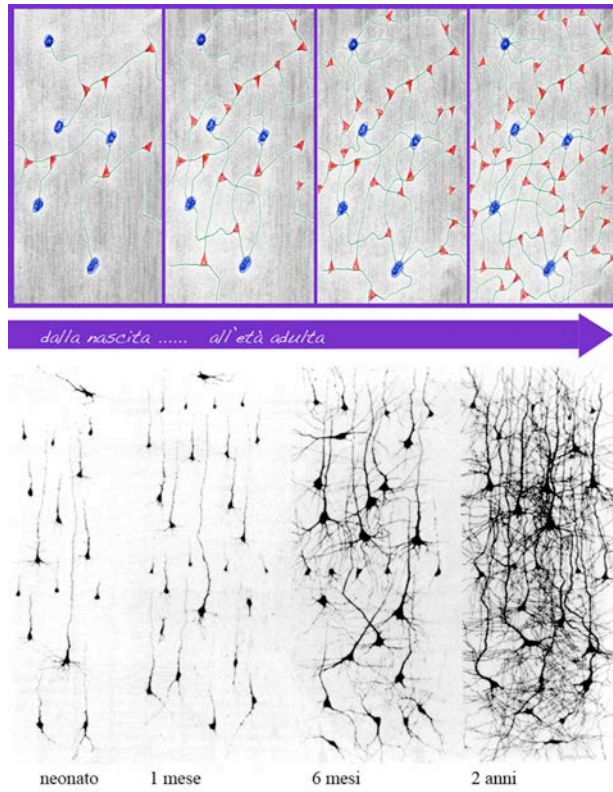 dalla nascita ...... all'età adulta
neonato 1 mese 6 mesi 2 anni